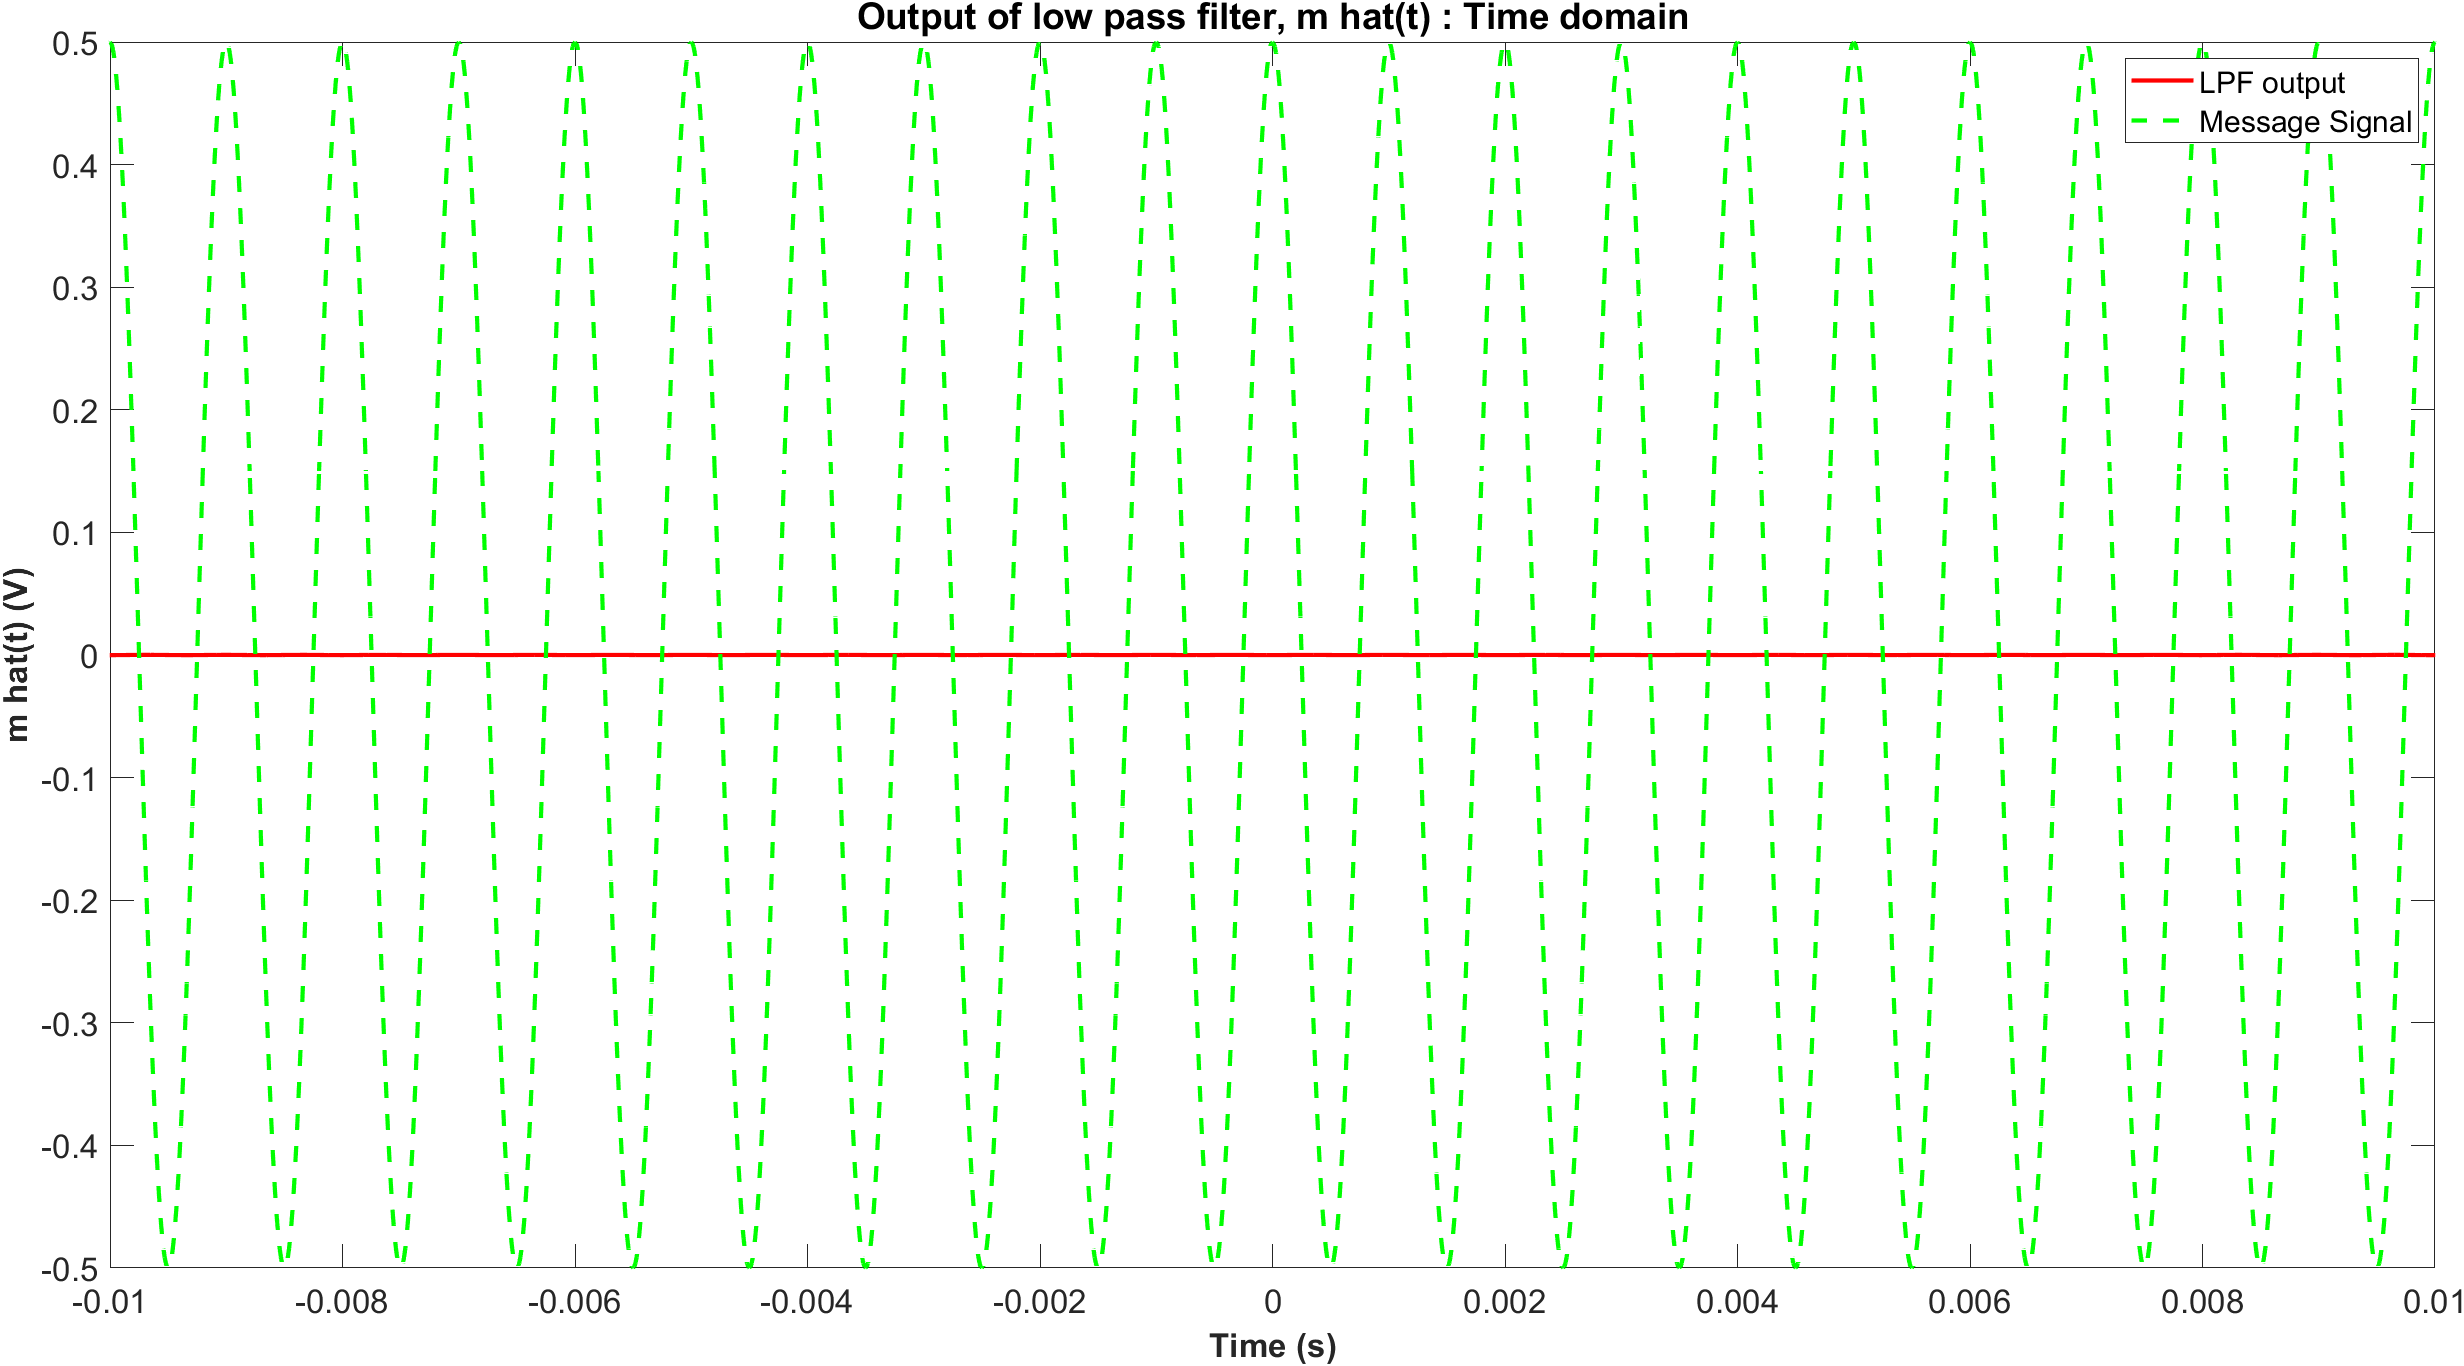 Output of low pass filter, m hat(t) : Time domain
LPF output
Message Signal
m hat(t) (V)
0.5
0.4
0.3
0.2
0.1
0
-0.1
-0.2
-0.3
-0.4
-0.5
-0.01 -0.008 -0.006 -0.004 -0.002 0 0.002 0.004 0.006 0.008 0.01
Time (s)